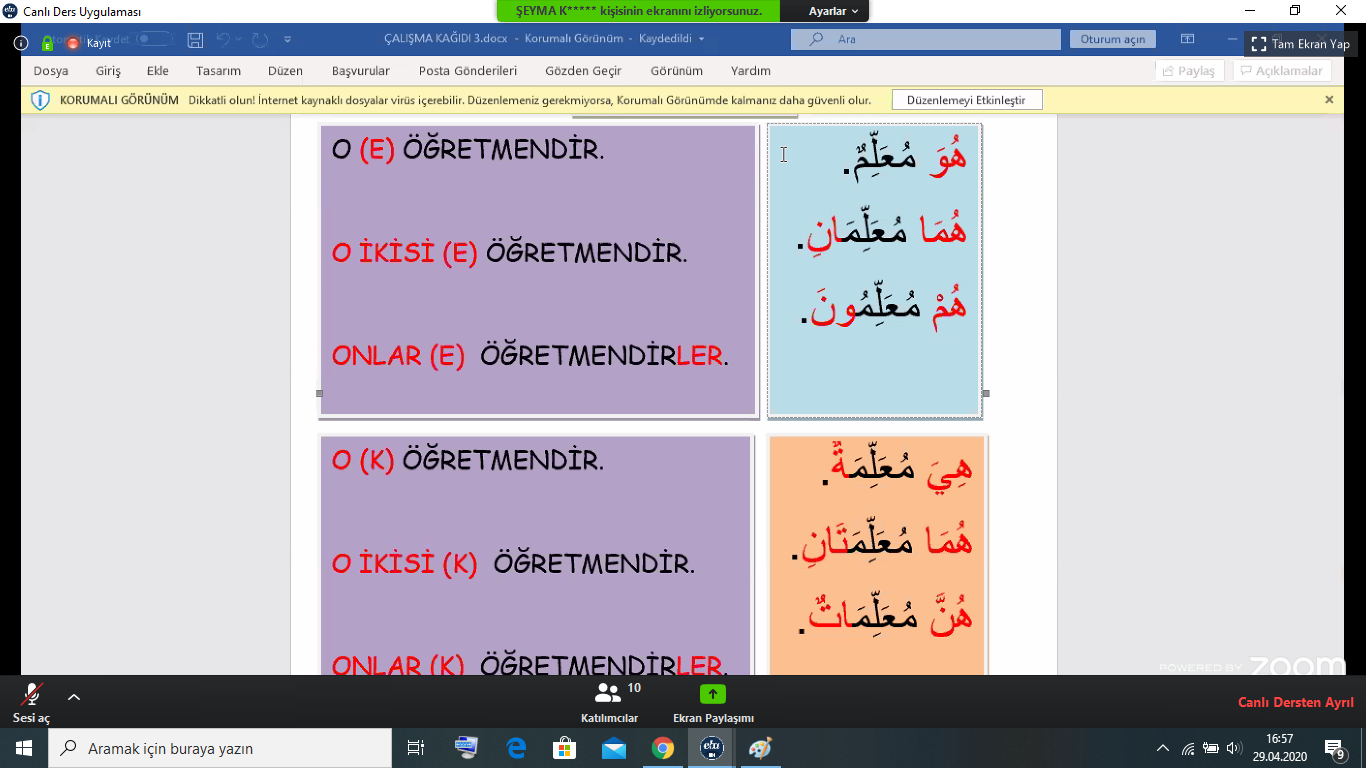 Canlı Ders Uygulaması
ŞEYMA K***** kişisinin ekranını izliyorsunuz.
Ayarlar
Kayıt
ÇALIŞMA KAĞIDI 3.docx - Korumalı Görünüm - Kaydedildi
Ara
Oturum açın
Tam Ekran Yap
Dosya Giriş Ekle Tasarım Düzen Başvurular Posta Gönderileri Gözden Geçir Görünüm Yardım
Paylaş
Açıklamalar
KORUMALI GÖRÜNÜM Dikkatli olun! İnternet kaynaklı dosyalar virüs içerebilir. Düzenlemeniz gerekmiyorsa, Korumalı Görünümde kalmanız daha güvenli olur.
Düzenlemeyi Etkinleştir
O (E) ÖĞRETMENDİR.
هُوَ مُعَلِّمٌ.
O İKİSİ (E) ÖĞRETMENDİR.
هُمَا مُعَلِّمَانِ.
ONLAR (E) ÖĞRETMENDİRLER.
هُمْ مُعَلِّمُونَ.
O (K) ÖĞRETMENDİR.
هِيَ مُعَلِّمَةٌ.
O İKİSİ (K) ÖĞRETMENDİR.
هُمَا مُعَلِّمَتَانِ.
ONLAR (K) ÖĞRETMENDİRLER.
هُنَّ مُعَلِّمَاتٌ.
POWERED BY zoom
Sesi aç
10
Katılımcılar
Ekran Paylaşımı
Canlı Dersten Ayrıl
Aramak için buraya yazın
eba
16:57
29.04.2020
9